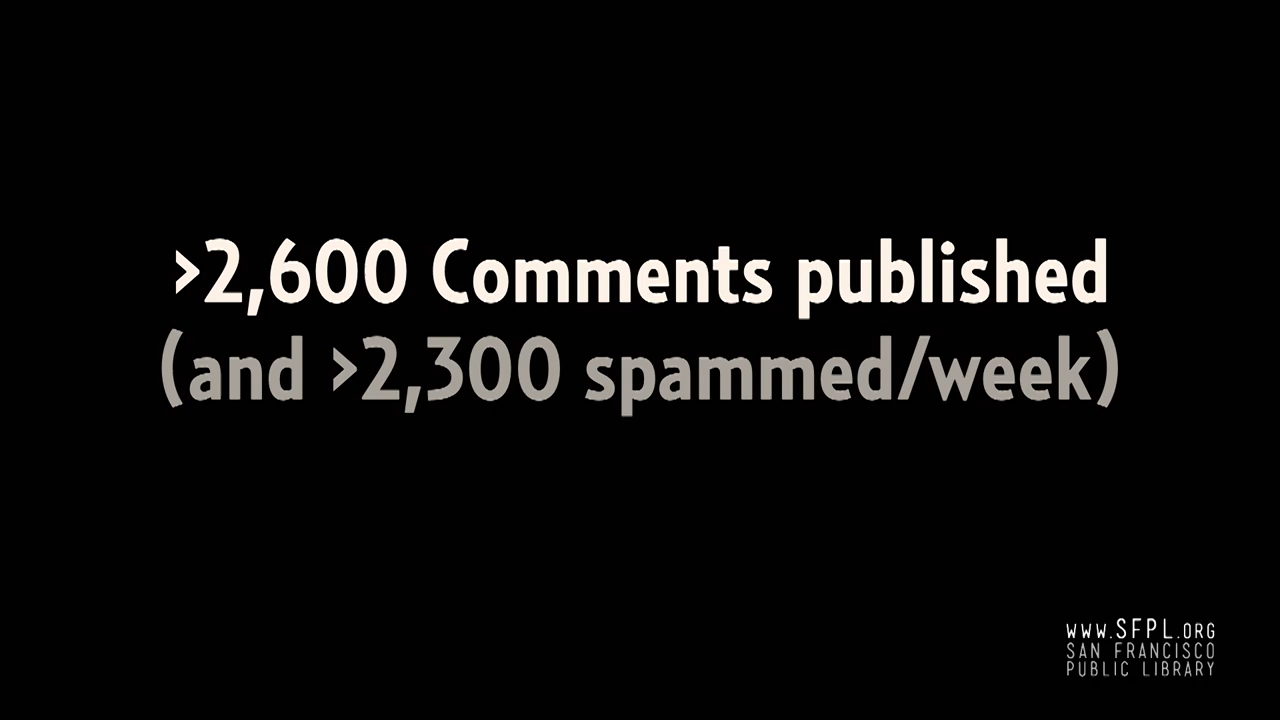 >2,600 Comments published
(and >2,300 spammed/week)
www.SFPL.ORG
SAN FRANCISCO
PUBLIC LIBRARY